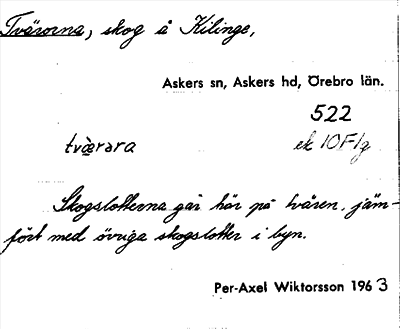 Tvärorna, skog å Kilinge,
Askers sn, Askers hd, Örebro län.
522
tvärara ek 10F1g
Skogslotterna går här på tvären, jäm-
fört med övriga skogslotter i byn.
Per-Axel Wiktorsson 1963